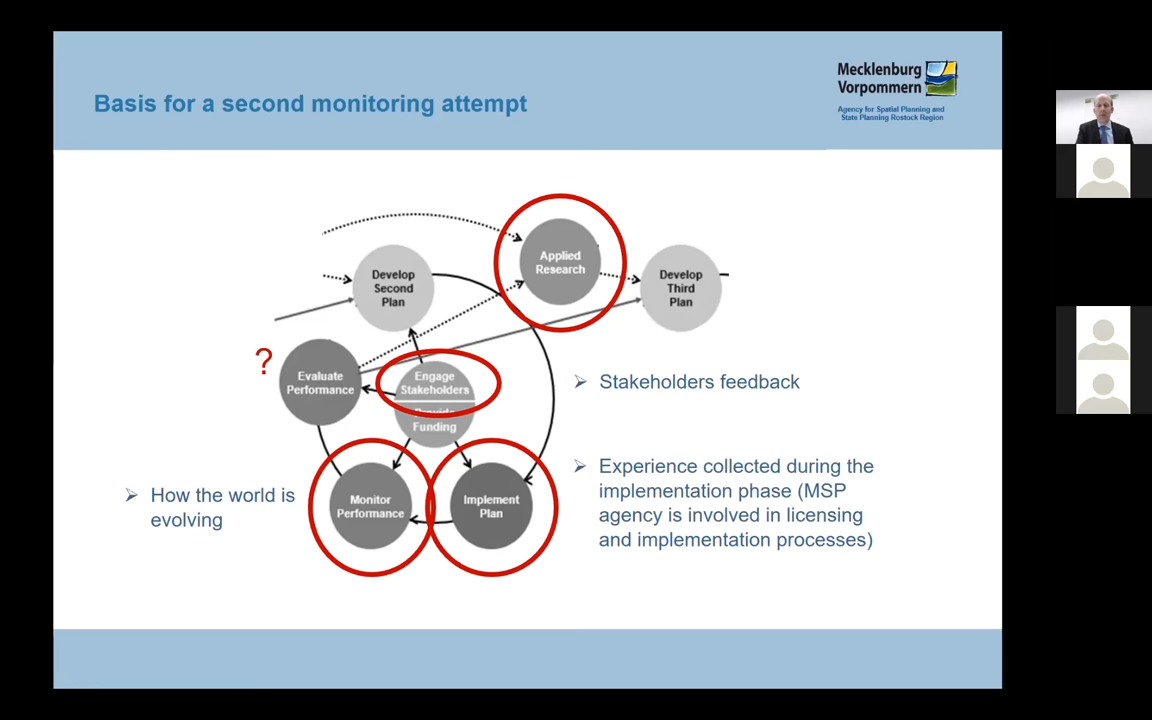 Basis for a second monitoring attempt
Mecklenburg
Vorpommern
Agency for Spatial Planning and
State Planning Rostock Region
Applied
Research
Develop
Second
Plan
Develop
Third
Plan
?
Evaluate
Performance
Engage
Stakeholders
Provide
Funding
➢ Stakeholders feedback
➢ How the world is
evolving
Monitor
Performance
Implement
Plan
➢ Experience collected during the
implementation phase (MSP
agency is involved in licensing
and implementation processes)